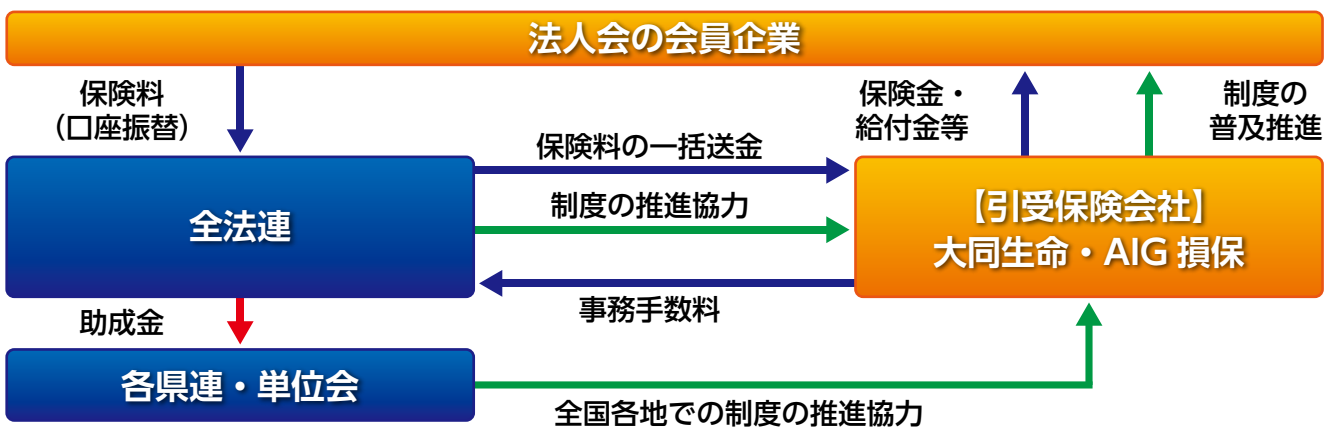 法人会の会員企業
保険料
（口座振替）
保険金・
給付金等
制度の
普及推進
保険料の一括送金
制度の推進協力
全法連
【引受保険会社】
大同生命・AIG 損保
事務手数料
助成金
各県連・単位会
全国各地での制度の推進協力